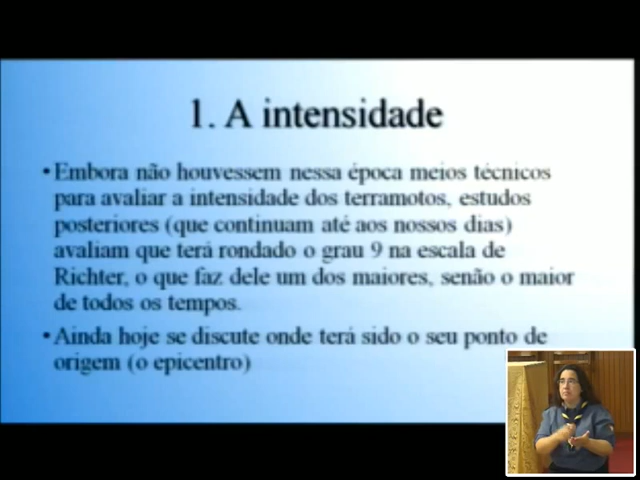 1. A intensidade
•Embora não houvessem nessa época meios técnicos
para avaliar a intensidade dos terramotos, estudos
posteriores (que continuam até aos nossos dias)
avaliam que terá rondado o grau 9 na escala de
Richter, o que faz dele um dos maiores, senão o maior
de todos os tempos.
•Ainda hoje se discute onde terá sido o seu ponto de
origem (o epicentro)